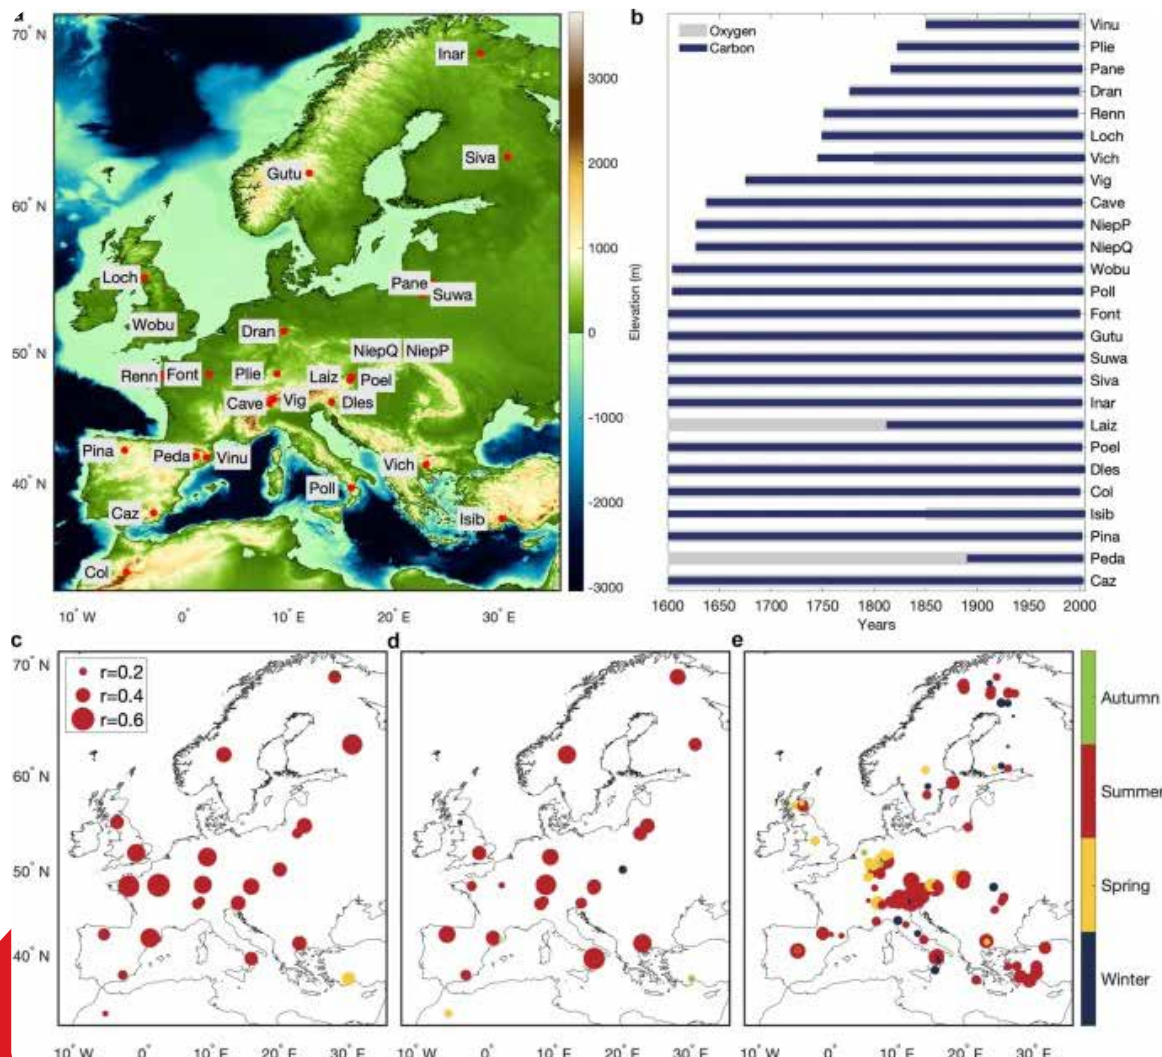 a
b
70° N
60° N
50° N
40° N
10° W
0°
10° E
20° E
30° E
Inar
Siva
Gutu
Loch
Wobu
Pane
Suwa
Dran
NiepQ
NiepP
Renn
Font
Plie
Laiz
Poel
Cave
Vig
Dles
Pina
Peda
Vinu
Vich
Poll
Caz
Isib
Col
3000
2000
1000
0
-1000
-2000
-3000
Elevation (m)
Oxygen
Carbon
Vinu
Plie
Pane
Dran
Renn
Loch
Vich
Vig
Cave
NiepP
NiepQ
Wobu
Poll
Font
Gutu
Suwa
Siva
Inar
Laiz
Poel
Dles
Col
Isib
Pina
Peda
Caz
1600 1650 1700 1750 1800 1850 1900 1950 2000
Years
c
d
e
r=0.2
r=0.4
r=0.6
70° N
60° N
50° N
40° N
10° W 0° 10° E 20° E 30° E
10° W 0° 10° E 20° E 30° E
10° W 0° 10° E 20° E 30° E
Autumn
Summer
Spring
Winter